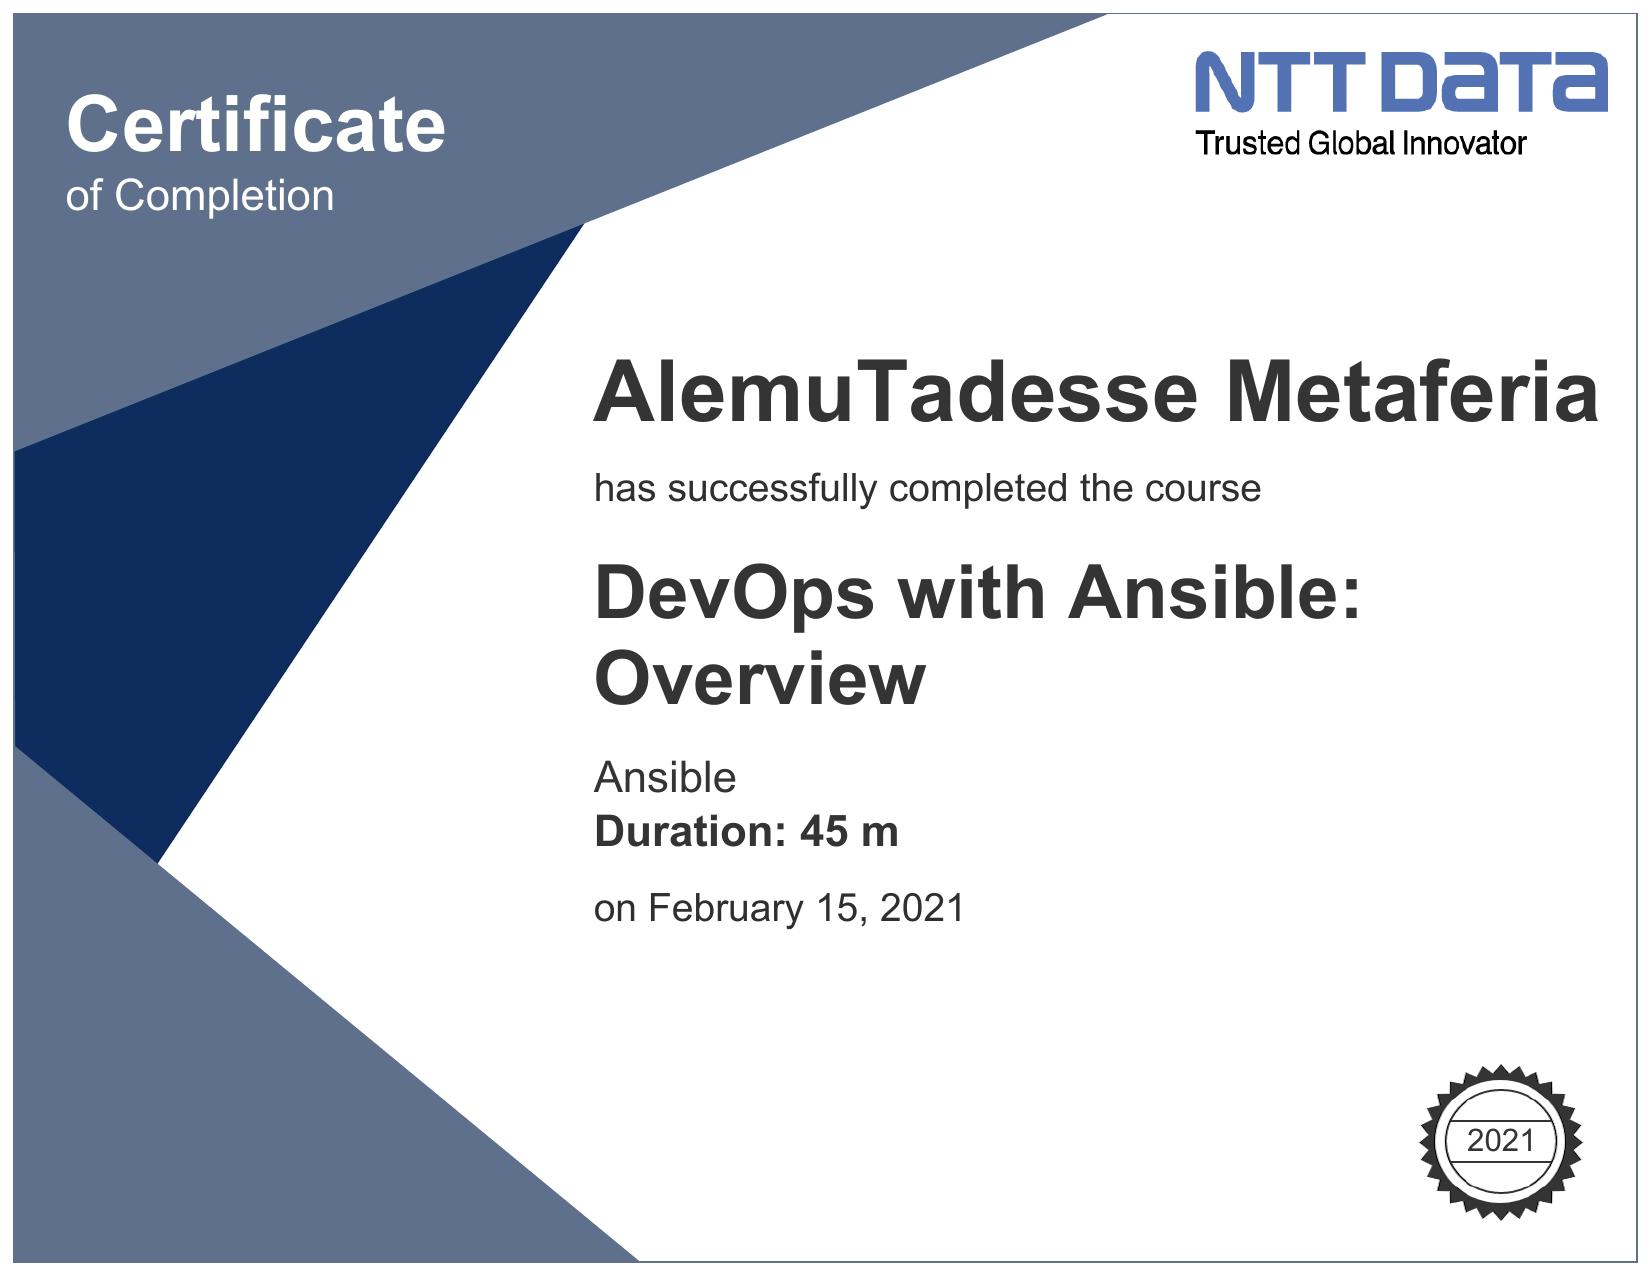 Certificate
of Completion
NTT DATA
Trusted Global Innovator
AlemuTadesse Metaferia
has successfully completed the course
DevOps with Ansible:
Overview
Ansible
Duration: 45 m
on February 15, 2021
2021